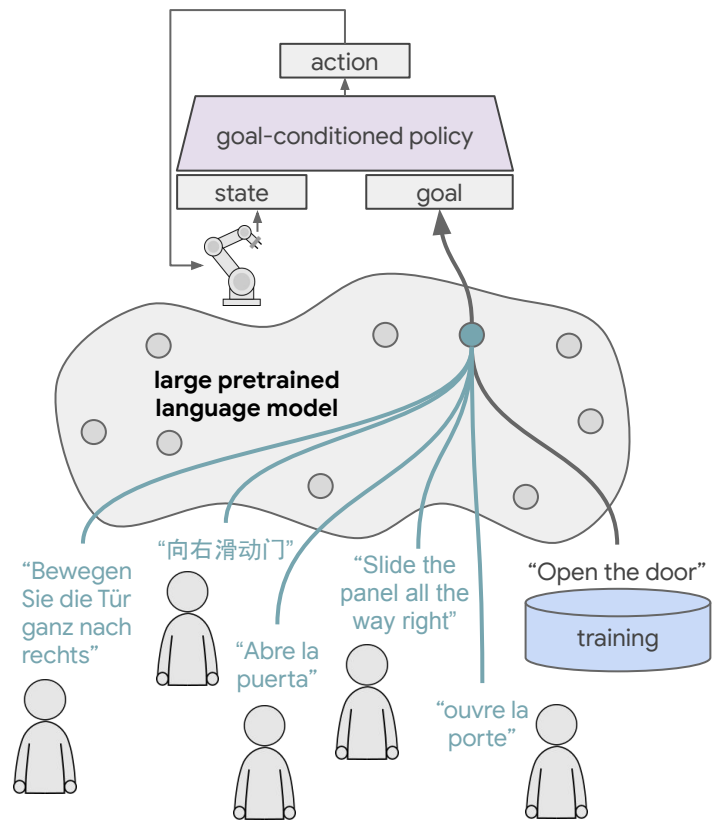 action
goal-conditioned policy
state
goal
large pretrained
language model
“Bewegen
Sie die Tür
ganz nach
rechts”
“向右滑动门”
“Abre la
puerta”
“Slide the
panel all the
way right”
“ouvre la
porte”
“Open the door”
training